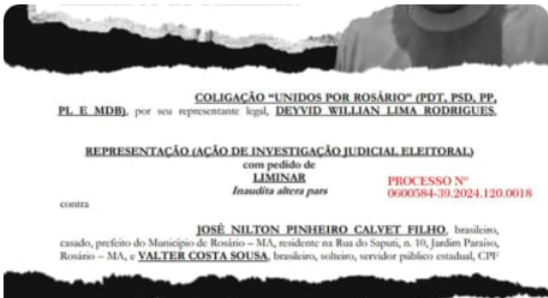 COLIGAÇÃO “UNIDOS POR ROSÁRIO” (PDT, PSD, PP,
PL E MDB), por seu representante legal, DEYVID WILLIAN LIMA RODRIGUES,
REPRESENTAÇÃO (AÇÃO DE INVESTIGAÇÃO JUDICIAL ELEITORAL)
com pedido de
LIMINAR
Inaudita altera pars
PROCESSO Nº
0600584-39.2024.120.0018
contra
JOSÉ NILTON PINHEIRO CALVET FILHO, brasileiro,
casado, prefeito do Município de Rosário – MA, residente na Rua do Saputi, n. 10, Jardim Paraíso,
Rosário – MA, e VALTER COSTA SOUSA, brasileiro, solteiro, servidor público estadual, CPF